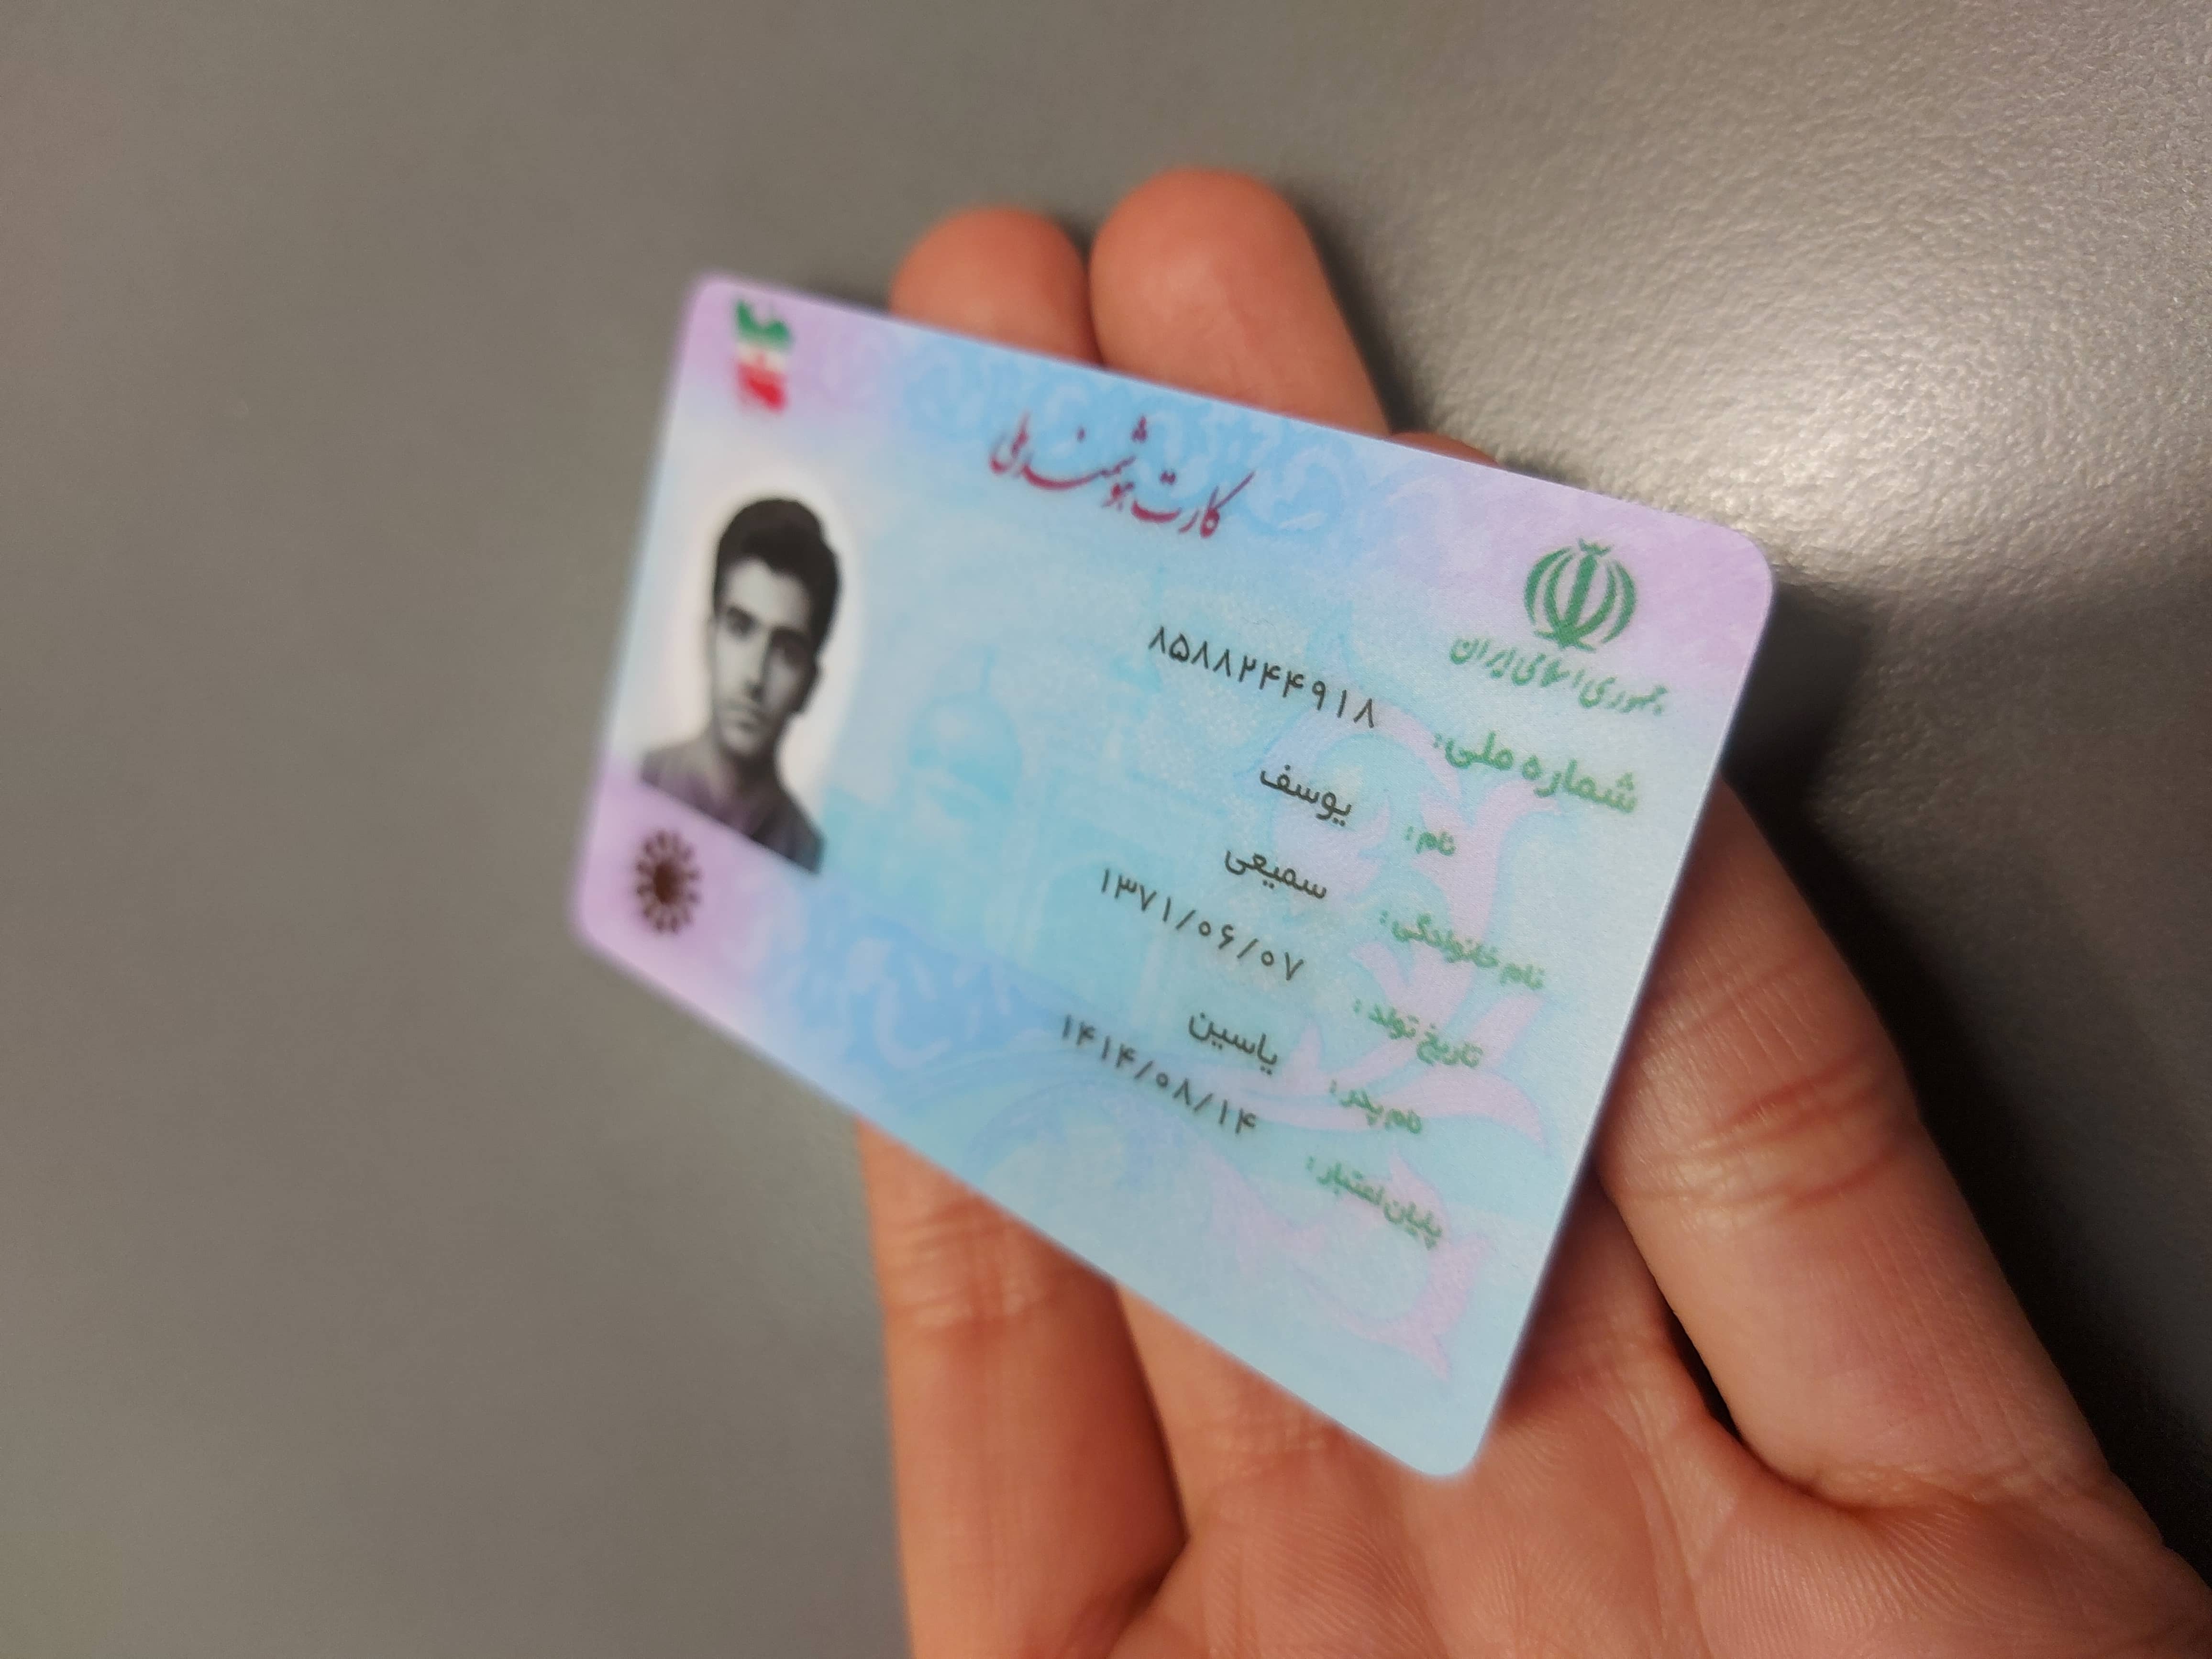 کارت هوشمند ملی
جمهوری اسلامی ایران
شماره ملی: ۸۵۸۸۲۴۴۹۱۸
نام: یوسف
نام خانوادگی: سمیعی
تاریخ تولد: ۱۳۷۱/۰۶/۰۷
نام پدر: یاسین
پایان اعتبار: ۱۴۱۴/۰۸/۱۴